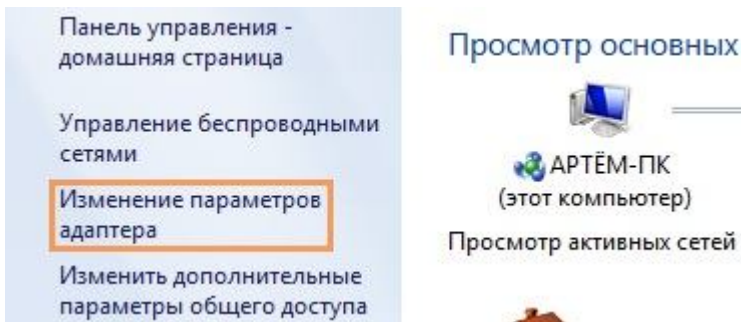 Панель управления -
домашняя страница
Управление беспроводными
сетями
Изменение параметров
адаптера
Изменить дополнительные
параметры общего доступа
Просмотр основных
АРТЁМ-ПК
(этот компьютер)
Просмотр активных сетей